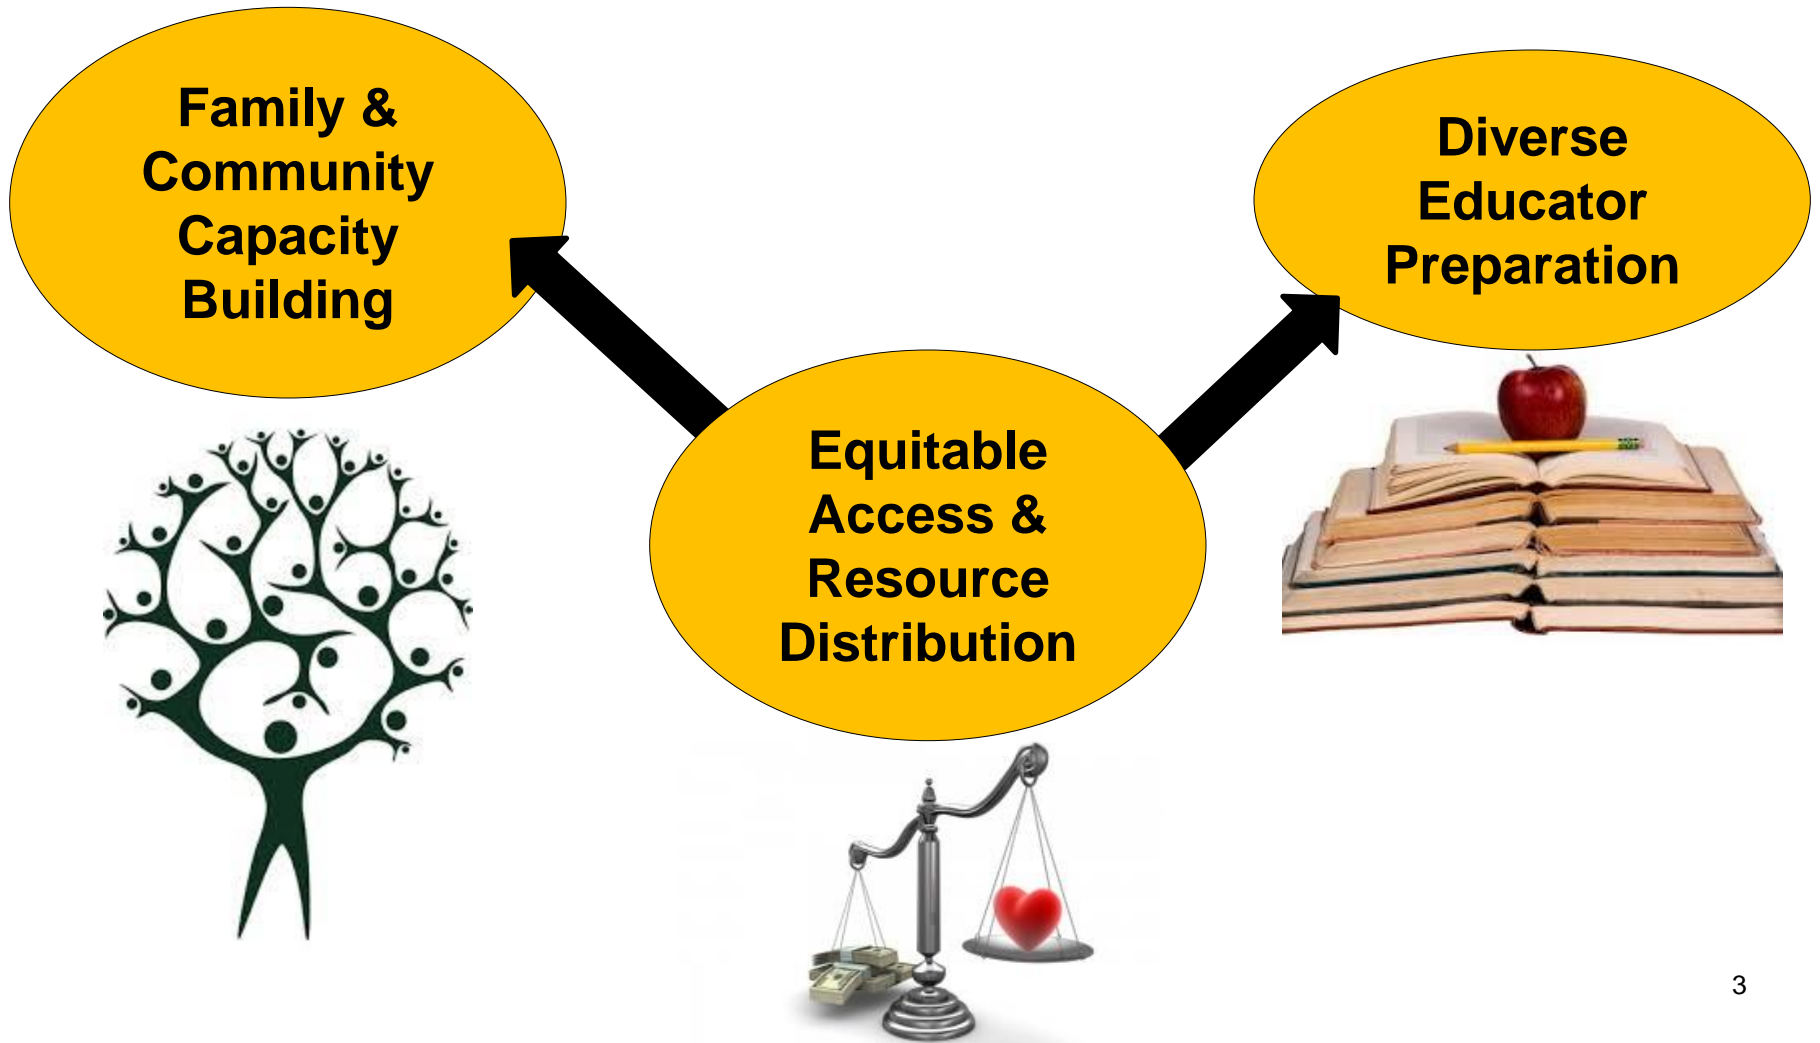 Family &
Community
Capacity
Building
Diverse
Educator
Preparation
Equitable
Access &
Resource
Distribution
3